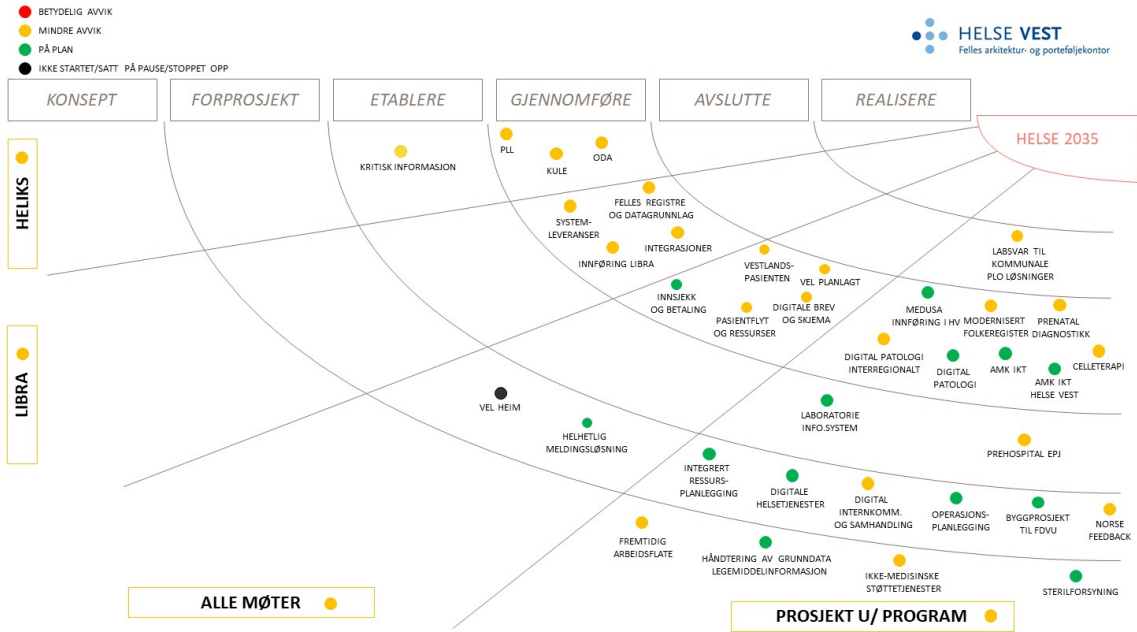 BETYDELIG AVVIK
MINDRE AVVIK
PÅ PLAN
IKKE STARTET/SATT PÅ PAUSE/STOPPET OPP
HELSE VEST
Felles arkitektur- og porteføljekontor
KONSEPT
FORPROSJEKT
ETABLERE
GJENNOMFØRE
AVSLUTTE
REALISERE
HELSE 2035
HELIKS
LIBRA
KRITISK INFORMASJON
PLL
KULE
ODA
FELLES REGISTRE
OG DATAGRUNNLAG
SYSTEM-
LEVERANSER
INTEGRASJONER
INNFØRING LIBRA
VESTLANDS-
PASIENTEN
VEL PLANLAGT
INNSJEKK
OG BETALING
PASIENTFLYT
OG RESSURSER
DIGITALE BREV
OG SKJEMA
LABSVAR TIL
KOMMUNALE
PLO LØSNINGER
MEDUSA
INNFØRING I HV
MODERNISERT
FOLKEREGISTER
PRENATAL
DIAGNOSTIKK
DIGITAL PATOLOGI
INTERREGIONALT
DIGITAL
PATOLOGI
AMK IKT
AMK IKT
HELSE VEST
CELLETERAPI
VEL HEIM
HELHETLIG
MELDINGSLØSNING
LABORATORIE
INFO.SYSTEM
PREHOSPITAL EPJ
INTEGRERT
RESSURS-
PLANLEGGING
DIGITALE
HELSETJENESTER
DIGITAL
INTERNKOMM.
OG SAMHANDLING
OPERASJONS-
PLANLEGGING
BYGGPROSJEKT
TIL FDVU
NORSE
FEEDBACK
FREMTIDIG
ARBEIDSFLATE
HÅNDTERING AV GRUNNDATA
LEGEMIDDELINFORMASJON
IKKE-MEDISINSKE
STØTTETJENESTER
STERILFORSYNING
ALLE MØTER
PROSJEKT U/ PROGRAM